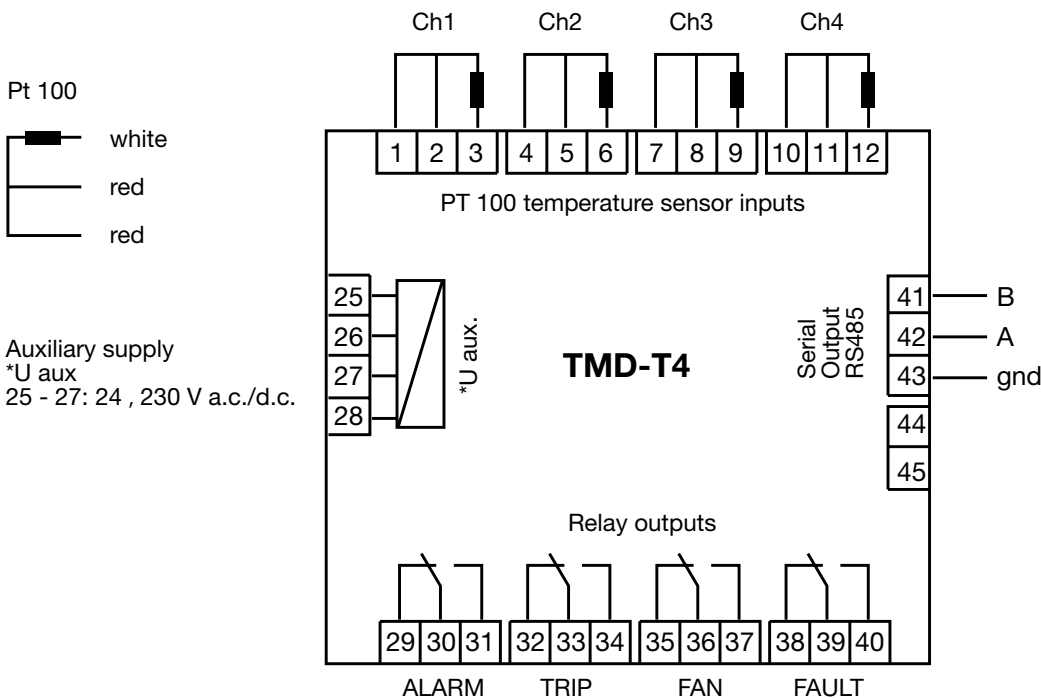 Ch1 Ch2 Ch3 Ch4
Pt 100
white
red
red
1 2 3 4 5 6 7 8 9 10 11 12
PT 100 temperature sensor inputs
Auxiliary supply
*U aux
25 - 27: 24 , 230 V a.c./d.c.
25
26
27
28
*U aux.
TMD-T4
Serial
Output
RS485
41 B
42 A
43 gnd
44
45
Relay outputs
29 30 31 32 33 34 35 36 37 38 39 40
ALARM TRIP FAN FAULT